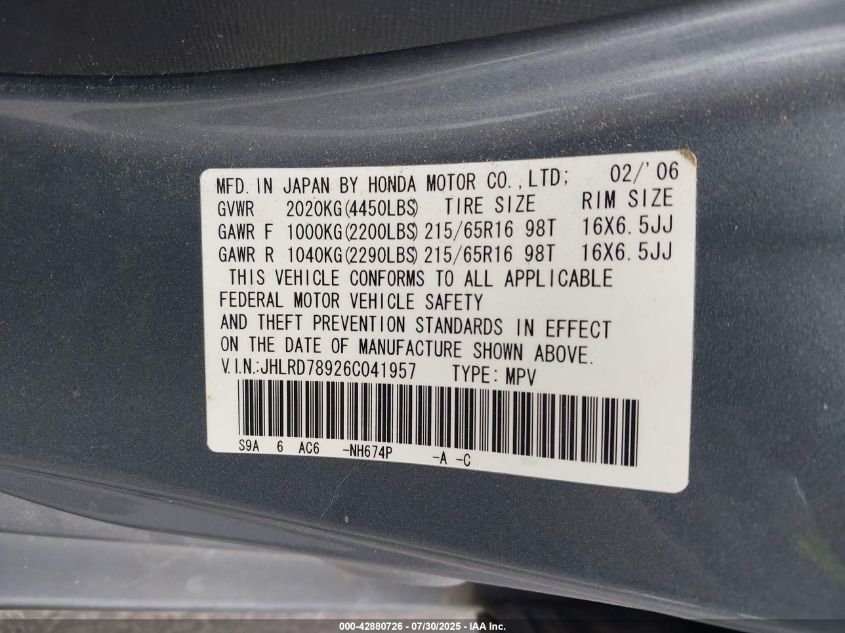 MFD. IN JAPAN BY HONDA MOTOR CO.,LTD; 02/'06
GVWR 2020KG(4450LBS) TIRE SIZE RIM SIZE
GAWR F 1000KG(2200LBS) 215/65R16 98T 16X6.5JJ
GAWR R 1040KG(2290LBS) 215/65R16 98T 16X6.5JJ
THIS VEHICLE CONFORMS TO ALL APPLICABLE
FEDERAL MOTOR VEHICLE SAFETY
AND THEFT PREVENTION STANDARDS IN EFFECT
ON THE DATE OF MANUFACTURE SHOWN ABOVE.
V.I.N.:JHLRD78926C041957 TYPE: MPV
S9A 6 AC6 -NH674P -A -C
000-42880726 - 07/30/2025 - IAA Inc.